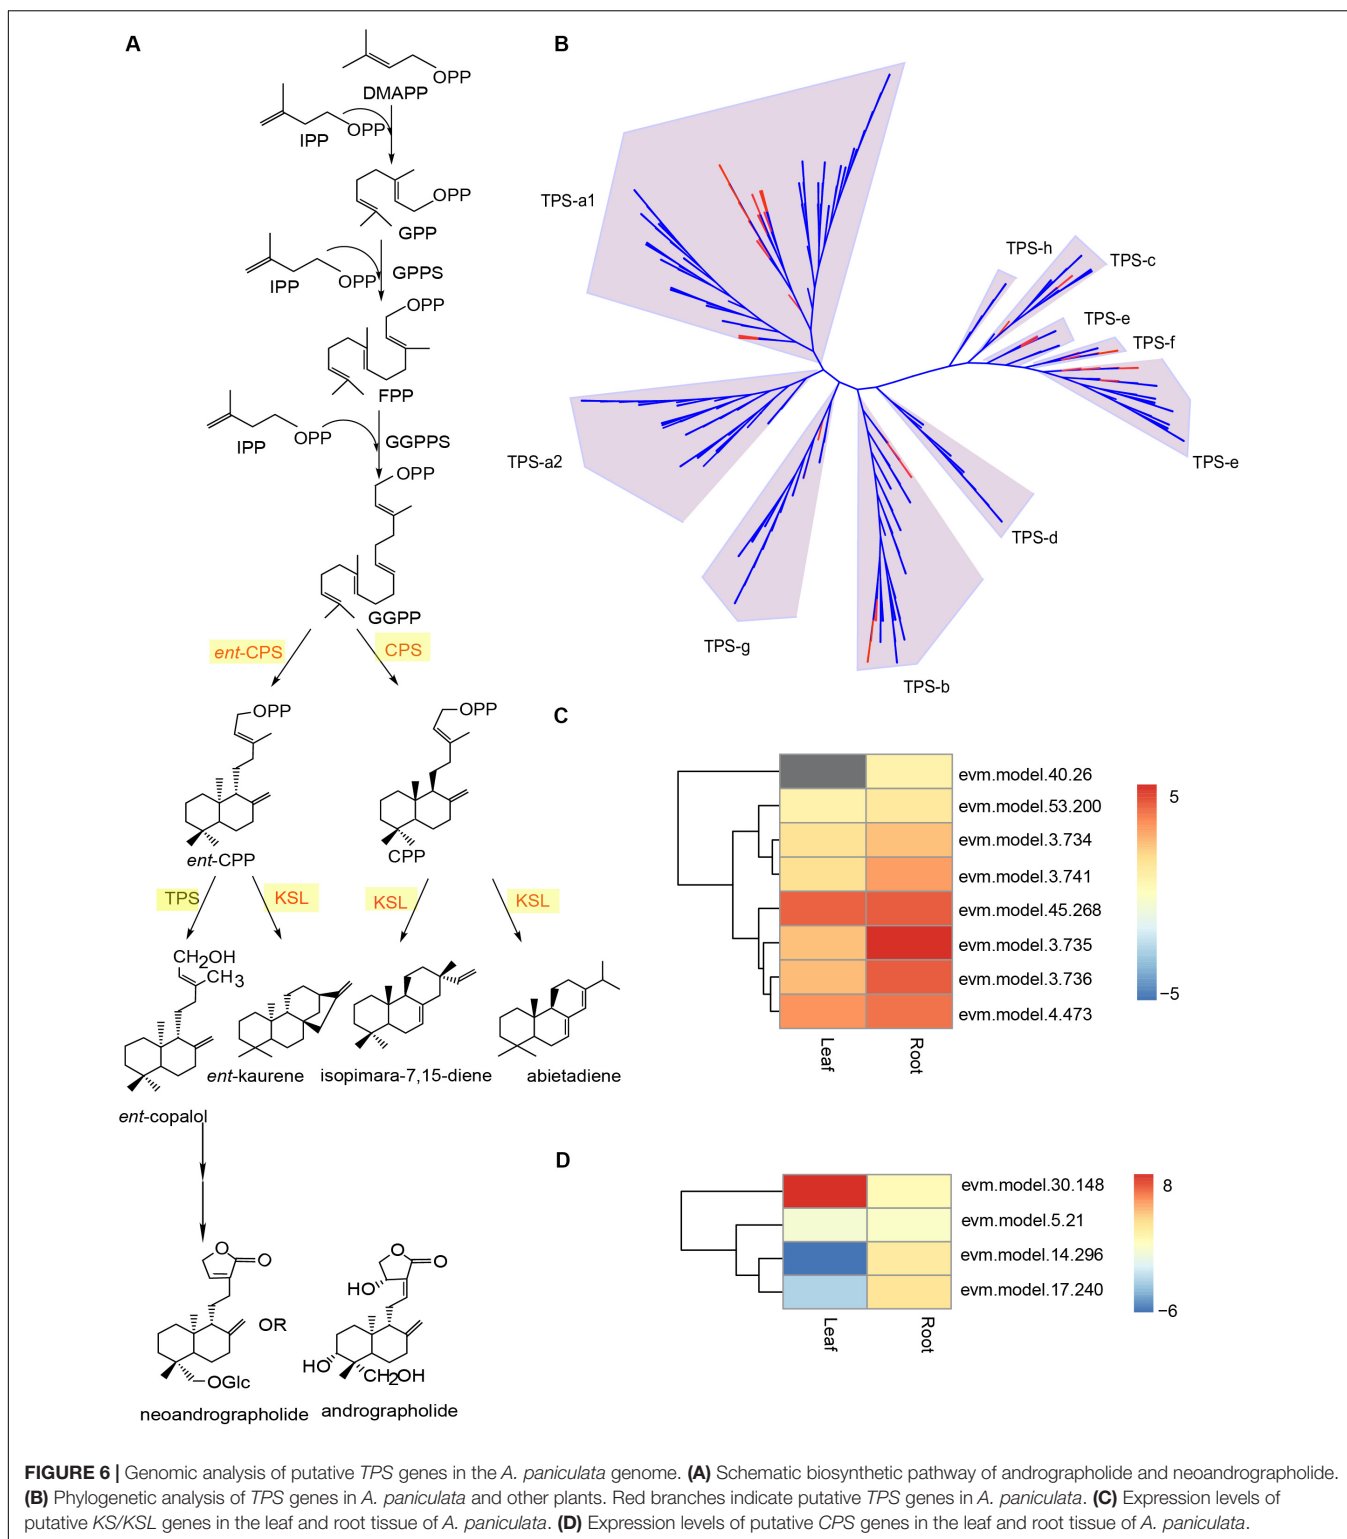 A
DMAPP
OPP
IPP
OPP
OPP
GPP
IPP
OPP
GPPS
OPP
FPP
IPP
OPP
GGPPS
OPP
GGPP
ent-CPS
CPS
OPP
OPP
ent-CPP
CPP
TPS
KSL
KSL
KSL
CH2OH
CH3
ent-kaurene
isopimara-7,15-diene
abietadiene
ent-copalol
O
O
OR
OGlc
neoandrographolide
O
O
HO
HO
CH2OH
andrographolide
B
TPS-a1
TPS-h
TPS-c
TPS-e
TPS-f
TPS-e
TPS-a2
TPS-d
TPS-g
TPS-b
C
evm.model.40.26
evm.model.53.200
evm.model.3.734
evm.model.3.741
evm.model.45.268
evm.model.3.735
evm.model.3.736
evm.model.4.473
Leaf
Root
5
−5
D
evm.model.30.148
evm.model.5.21
evm.model.14.296
evm.model.17.240
Leaf
Root
8
−6
FIGURE 6 | Genomic analysis of putative TPS genes in the A. paniculata genome. (A) Schematic biosynthetic pathway of andrographolide and neoandrographolide.
(B) Phylogenetic analysis of TPS genes in A. paniculata and other plants. Red branches indicate putative TPS genes in A. paniculata. (C) Expression levels of
putative KS/KSL genes in the leaf and root tissue of A. paniculata. (D) Expression levels of putative CPS genes in the leaf and root tissue of A. paniculata.